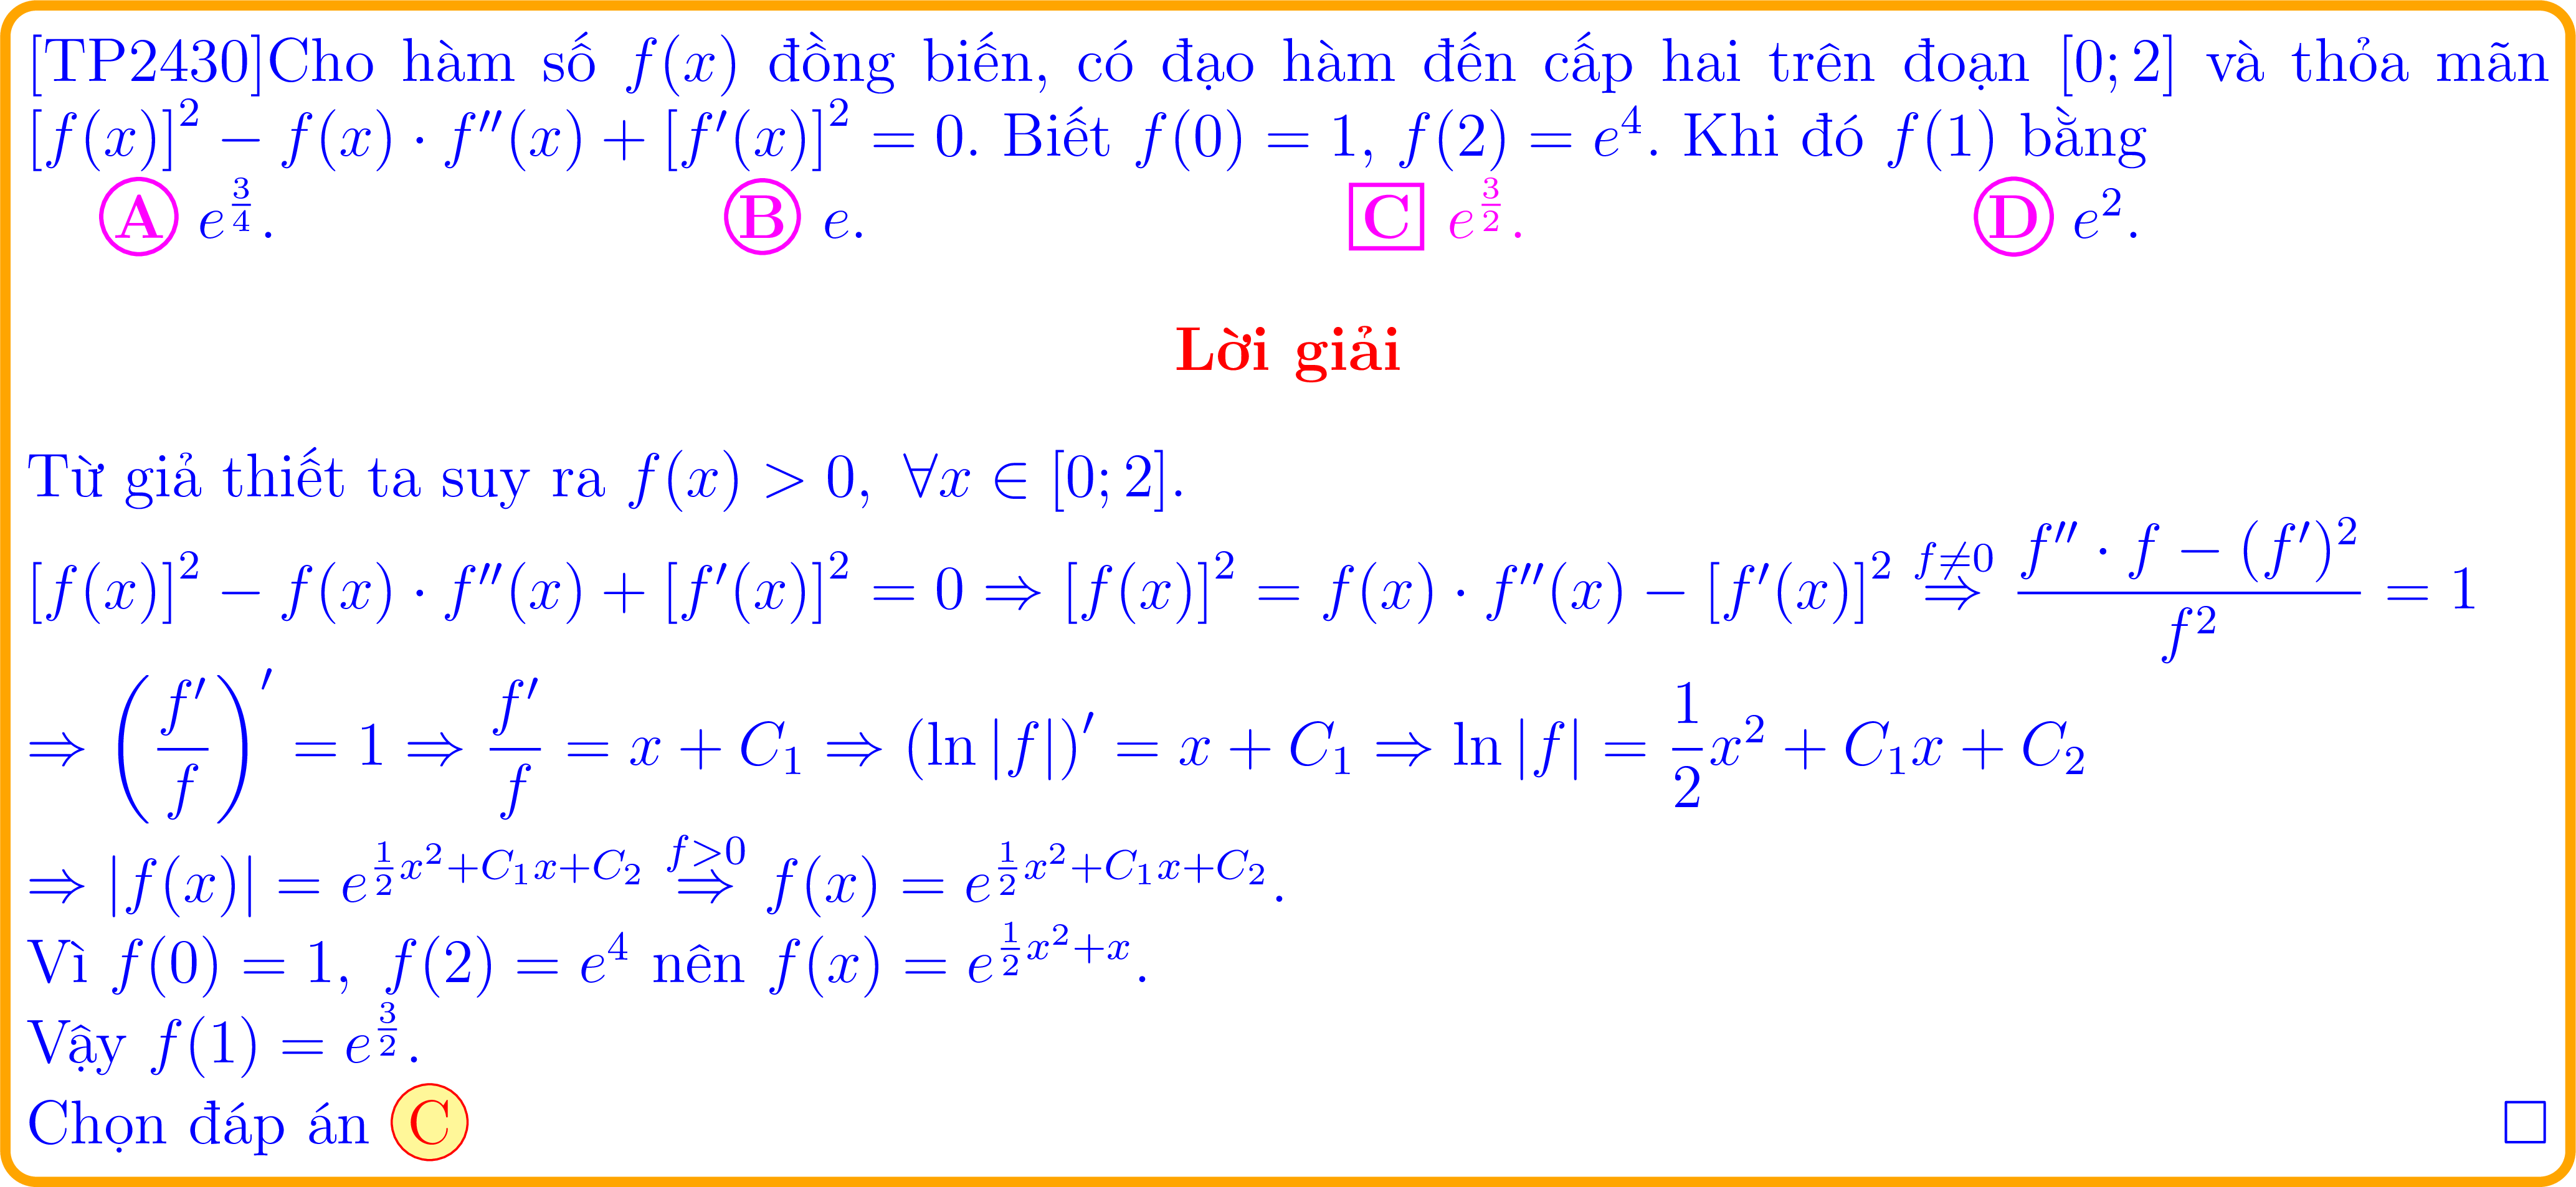 [TP2430]Cho hàm số $f(x)$ đồng biến, có đạo hàm đến cấp hai trên đoạn $[0; 2]$ và thỏa mãn
$[f(x)]^2 - f(x) \cdot f''(x) + [f'(x)]^2 = 0$. Biết $f(0) = 1$, $f(2) = e^4$. Khi đó $f(1)$ bằng
A $e^{\frac{3}{4}}$. B $e$. C $e^{\frac{3}{2}}$. D $e^2$.
Lời giải
Từ giả thiết ta suy ra $f(x) > 0, \forall x \in [0; 2]$.
$[f(x)]^2 - f(x) \cdot f''(x) + [f'(x)]^2 = 0 \Rightarrow [f(x)]^2 = f(x) \cdot f''(x) - [f'(x)]^2 \overset{f \neq 0}{\Rightarrow} \frac{f'' \cdot f - (f')^2}{f^2} = 1$
$\Rightarrow \left(\frac{f'}{f}\right)' = 1 \Rightarrow \frac{f'}{f} = x + C_1 \Rightarrow (\ln|f|)' = x + C_1 \Rightarrow \ln|f| = \frac{1}{2}x^2 + C_1x + C_2$
$\Rightarrow |f(x)| = e^{\frac{1}{2}x^2 + C_1x + C_2} \overset{f > 0}{\Rightarrow} f(x) = e^{\frac{1}{2}x^2 + C_1x + C_2}$.
Vì $f(0) = 1, f(2) = e^4$ nên $f(x) = e^{\frac{1}{2}x^2 + x}$.
Vậy $f(1) = e^{\frac{3}{2}}$.
Chọn đáp án C □